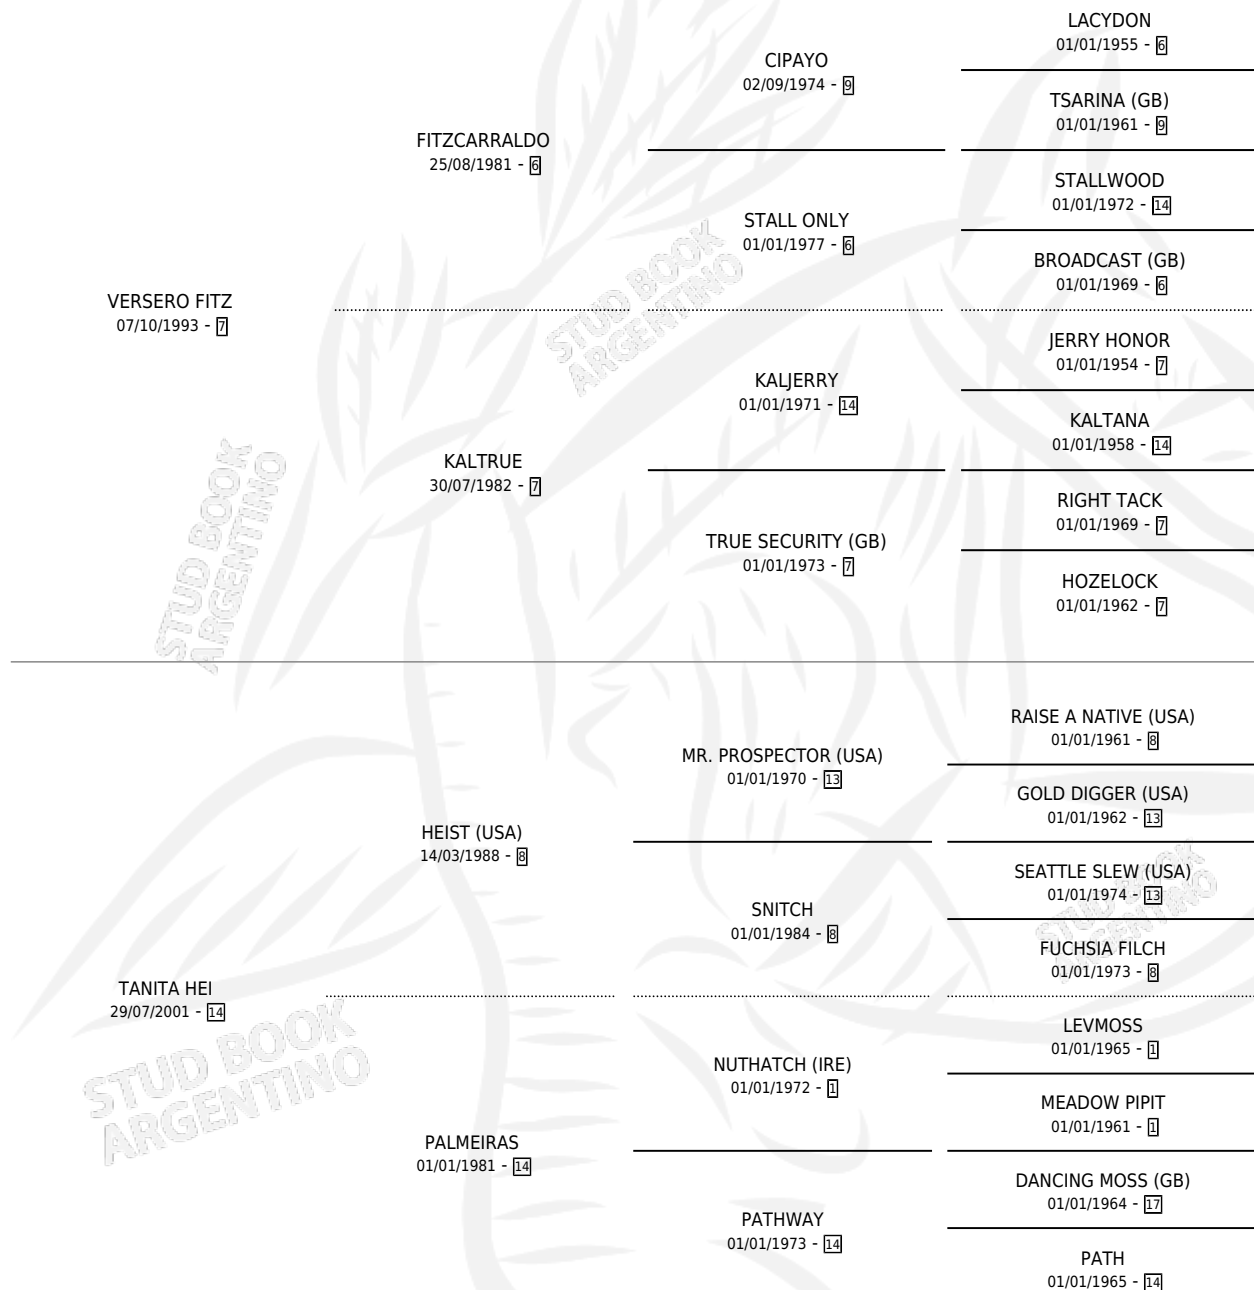 LACYDON
01/01/1955 - 6
CIPAYO
02/09/1974 - 9
TSARINA (GB)
01/01/1961 - 9
FITZCARRALDO
25/08/1981 - 6
STALLWOOD
01/01/1972 - 14
STALL ONLY
01/01/1977 - 6
BROADCAST (GB)
01/01/1969 - 6
VERSERO FITZ
07/10/1993 - 7
JERRY HONOR
01/01/1954 - 7
KALJERRY
01/01/1971 - 14
KALTANA
01/01/1958 - 14
KALTRUE
30/07/1982 - 7
RIGHT TACK
01/01/1969 - 7
TRUE SECURITY (GB)
01/01/1973 - 7
HOZELOCK
01/01/1962 - 7
STUD BOOK
ARGENTINO
STUD BOOK
ARGENTINO
RAISE A NATIVE (USA)
01/01/1961 - 8
MR. PROSPECTOR (USA)
01/01/1970 - 13
GOLD DIGGER (USA)
01/01/1962 - 13
HEIST (USA)
14/03/1988 - 8
SEATTLE SLEW (USA)
01/01/1974 - 13
SNITCH
01/01/1984 - 8
FUCHSIA FILCH
01/01/1973 - 8
TANITA HEI
29/07/2001 - 14
LEVMOSS
01/01/1965 - 1
NUTHATCH (IRE)
01/01/1972 - 1
MEADOW PIPIT
01/01/1961 - 1
PALMEIRAS
01/01/1981 - 14
DANCING MOSS (GB)
01/01/1964 - 17
PATHWAY
01/01/1973 - 14
PATH
01/01/1965 - 14
STUD BOOK
ARGENTINO
STUD BOOK
ARGENTINO